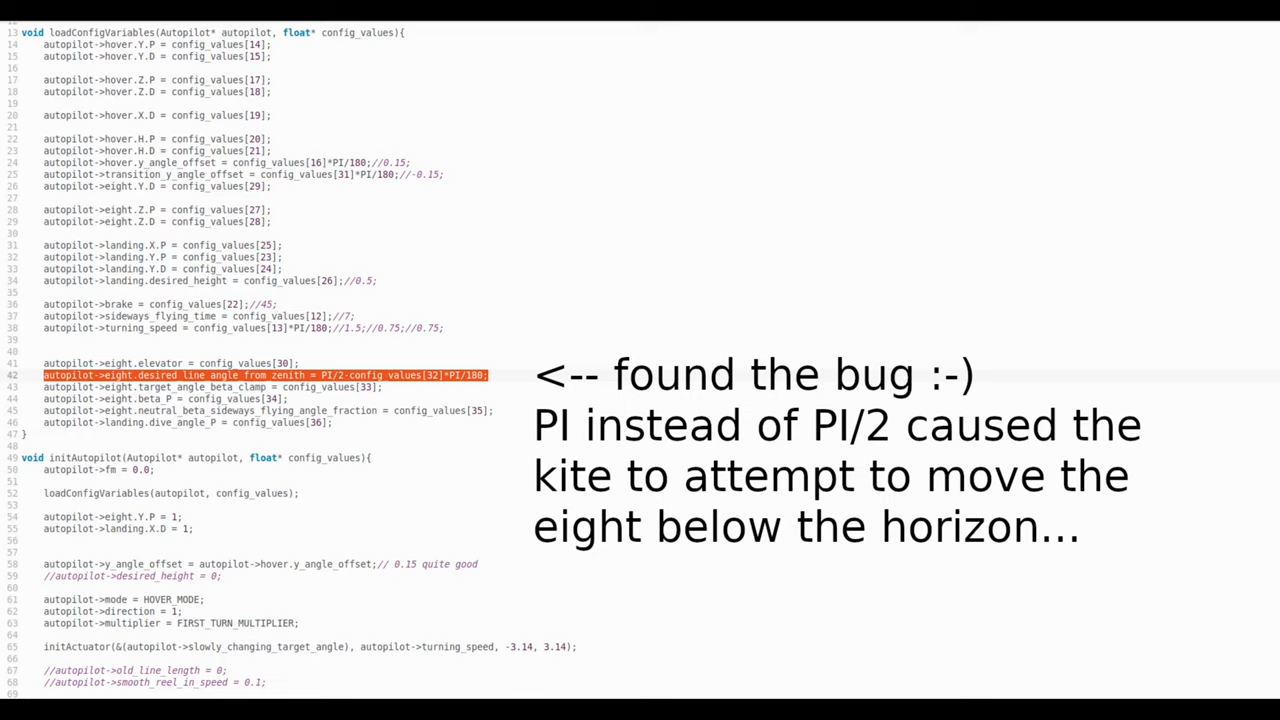 13 void loadConfigVariables(Autopilot* autopilot, float* config_values){
14 autopilot->hover.Y.P = config_values[14];
15 autopilot->hover.Y.D = config_values[15];
16
17 autopilot->hover.Z.P = config_values[17];
18 autopilot->hover.Z.D = config_values[18];
19
20 autopilot->hover.X.D = config_values[19];
21
22 autopilot->hover.H.P = config_values[20];
23 autopilot->hover.H.D = config_values[21];
24 autopilot->hover.y_angle_offset = config_values[16]*PI/180;//0.15;
25 autopilot->transition_y_angle_offset = config_values[31]*PI/180;//-0.15;
26 autopilot->eight.Y.D = config_values[29];
27
28 autopilot->eight.Z.P = config_values[27];
29 autopilot->eight.Z.D = config_values[28];
30
31 autopilot->landing.X.P = config_values[25];
32 autopilot->landing.Y.P = config_values[23];
33 autopilot->landing.Y.D = config_values[24];
34 autopilot->landing.desired_height = config_values[26];//0.5;
35
36 autopilot->brake = config_values[22];//45;
37 autopilot->sideways_flying_time = config_values[12];//7;
38 autopilot->turning_speed = config_values[13]*PI/180;//1.5;//0.75;//0.75;
39
40
41 autopilot->eight.elevator = config_values[30];
42 autopilot->eight.desired_line_angle_from_zenith = PI/2-config_values[32]*PI/180;
43 autopilot->eight.target_angle_beta_clamp = config_values[33];
44 autopilot->eight.beta_P = config_values[34];
45 autopilot->eight.neutral_beta_sideways_flying_angle_fraction = config_values[35];
46 autopilot->landing.dive_angle_P = config_values[36];
47 }
48
49 void initAutopilot(Autopilot* autopilot, float* config_values){
50 autopilot->fm = 0.0;
51
52 loadConfigVariables(autopilot, config_values);
53
54 autopilot->eight.Y.P = 1;
55 autopilot->landing.X.D = 1;
56
57
58 autopilot->y_angle_offset = autopilot->hover.y_angle_offset;// 0.15 quite good
59 //autopilot->desired_height = 0;
60
61 autopilot->mode = HOVER_MODE;
62 autopilot->direction = 1;
63 autopilot->multiplier = FIRST_TURN_MULTIPLIER;
64
65 initActuator(&(autopilot->slowly_changing_target_angle), autopilot->turning_speed, -3.14, 3.14);
66
67 //autopilot->old_line_length = 0;
68 //autopilot->smooth_reel_in_speed = 0.1;
69
<-- found the bug :-)
PI instead of PI/2 caused the
kite to attempt to move the
eight below the horizon...